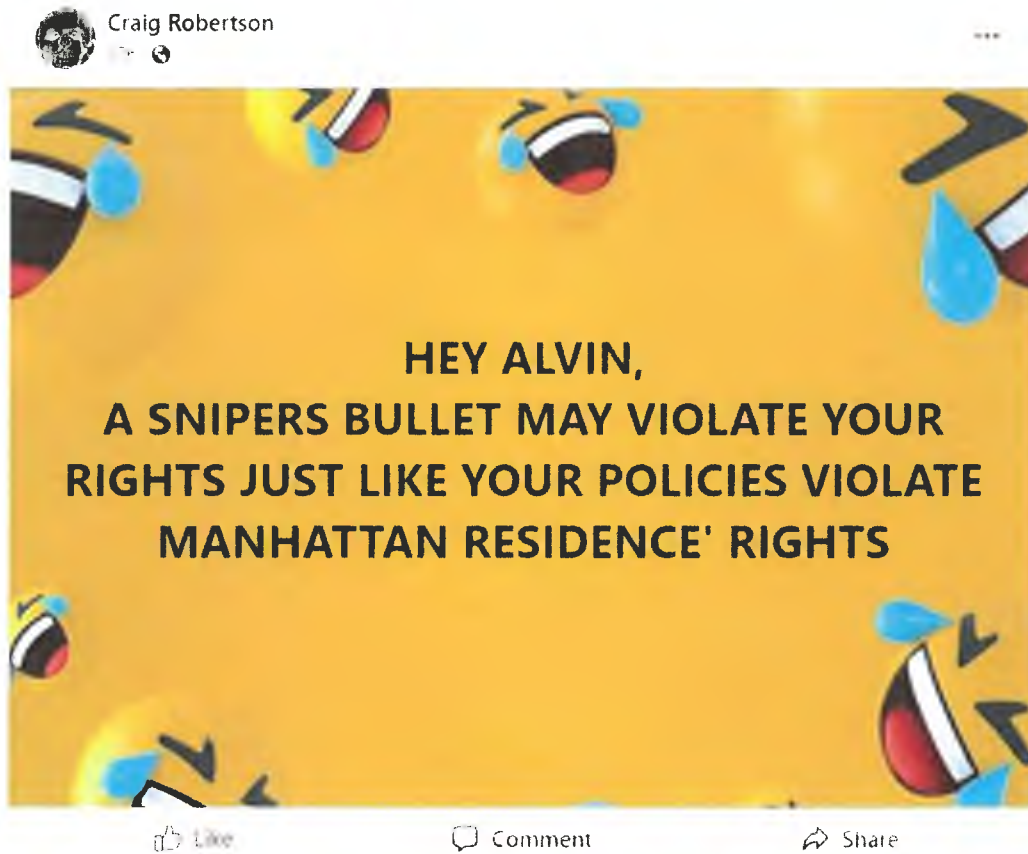 Craig Robertson
HEY ALVIN,
A SNIPERS BULLET MAY VIOLATE YOUR
RIGHTS JUST LIKE YOUR POLICIES VIOLATE
MANHATTAN RESIDENCE' RIGHTS
Like Comment Share